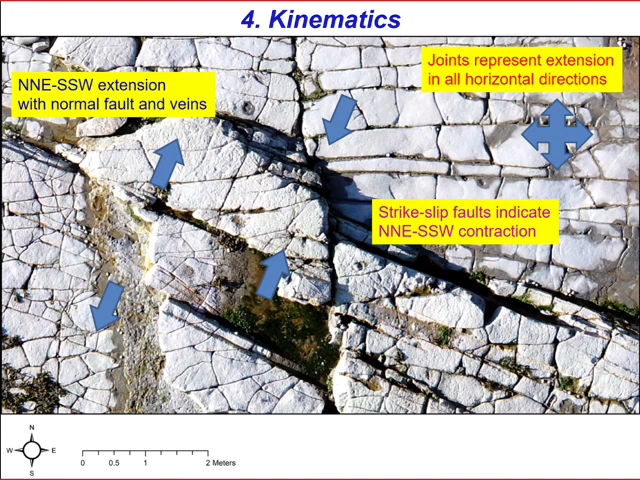 4. Kinematics
NNE-SSW extension
with normal fault and veins
Joints represent extension
in all horizontal directions
Strike-slip faults indicate
NNE-SSW contraction
N
W E
S
0 0.5 1 2 Meters